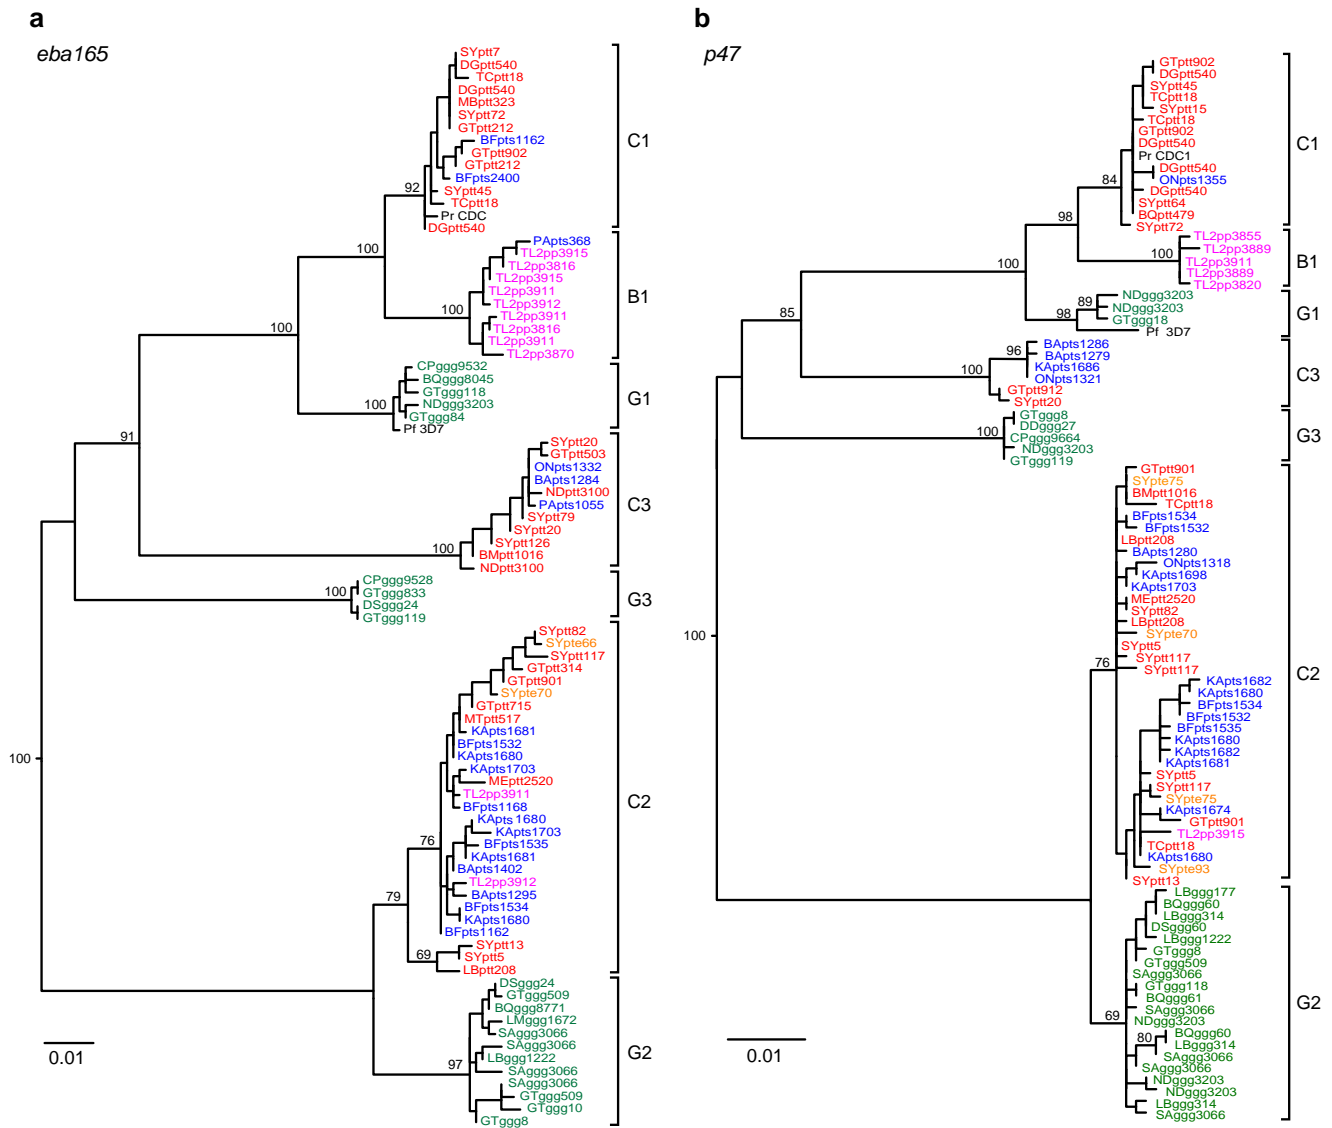 a
eba165
SYptt7
DGptt540
TCptt18
DGptt540
MBptt323
SYptt72
GTptt212
BFpts1162
GTptt902
GTptt212
BFpts2400
92
SYptt45
TCptt18
Pr CDC
DGptt540
C1
100
PApts368
TL2pp3915
TL2pp3816
TL2pp3915
TL2pp3911
TL2pp3912
100
TL2pp3911
TL2pp3816
TL2pp3911
TL2pp3870
B1
100
CPggg9532
BQggg8045
GTggg118
100
NDggg3203
GTggg84
Pf 3D7
G1
91
SYptt20
GTptt503
ONpts1332
BApts1284
NDptt3100
PApts1055
SYptt79
SYptt20
SYptt126
100
BMptt1016
NDptt3100
C3
CPggg9528
100
GTggg833
DSggg24
GTggg119
G3
SYptt82
SYpte66
SYptt117
GTptt314
GTptt901
SYpte70
GTptt715
MTptt517
KApts1681
BFpts1532
KApts1680
100
KApts1703
MEptt2520
TL2pp3911
BFpts1168
KApts1680
KApts1703
76
BFpts1535
KApts1681
BApts1402
TL2pp3912
BApts1295
79
BFpts1534
KApts1680
BFpts1162
SYptt13
69
SYptt5
LBptt208
C2
DSggg24
GTggg509
BQggg8771
LMggg1672
SAggg3066
SAggg3066
LBggg1222
97
SAggg3066
SAggg3066
GTggg509
GTggg10
GTggg8
G2
0.01
b
p47
GTptt902
DGptt540
SYptt45
TCptt18
SYptt15
TCptt18
GTptt902
DGptt540
Pr CDC1
DGptt540
84
ONpts1355
DGptt540
SYptt64
BQptt479
SYptt72
C1
98
TL2pp3855
TL2pp3889
100
TL2pp3911
TL2pp3889
TL2pp3820
B1
100
NDggg3203
89
NDggg3203
98
GTggg18
Pf 3D7
G1
85
BApts1286
96
BApts1279
KApts1686
100
ONpts1321
GTptt912
SYptt20
C3
GTggg8
DDggg27
100
CPggg9664
NDggg3203
GTggg119
G3
GTptt901
SYpte75
BMptt1016
TCptt18
BFpts1534
BFpts1532
LBptt208
BApts1280
ONpts1318
KApts1698
KApts1703
MEptt2520
SYptt82
LBptt208
100
SYpte70
SYptt5
SYptt117
76
SYptt117
KApts1682
KApts1680
BFpts1534
BFpts1532
BFpts1535
KApts1680
KApts1682
KApts1681
SYptt5
SYptt117
SYpte75
KApts1674
GTptt901
TL2pp3915
TCptt18
KApts1680
SYpte93
SYptt13
C2
LBggg177
BQggg60
LBggg314
DSggg60
LBggg1222
GTggg8
GTggg509
SAggg3066
GTggg118
BQggg61
SAggg3066
69
NDggg3203
BQggg60
80
LBggg314
SAggg3066
SAggg3066
NDggg3203
NDggg3203
LBggg314
SAggg3066
G2
0.01